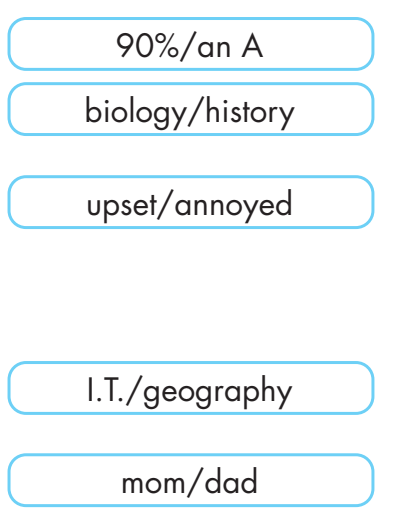 90%/an A
biology/history
upset/annoyed
I.T./geography
mom/dad